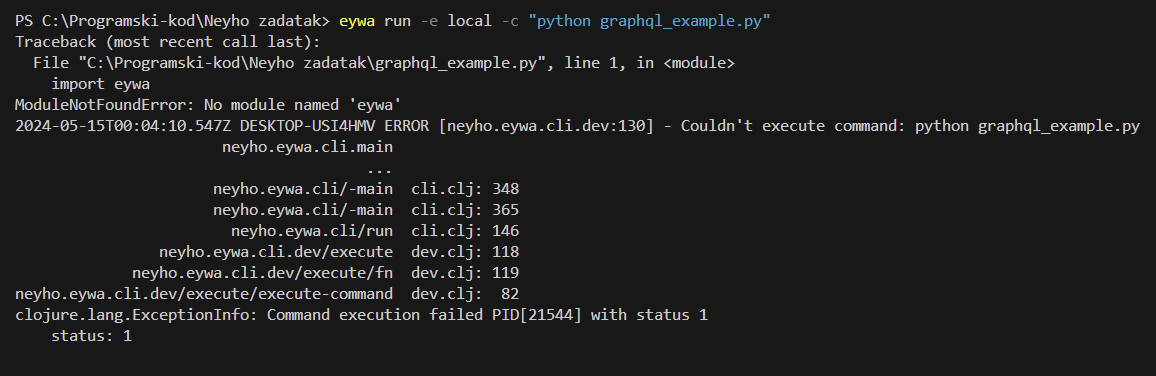 PS C:\Programski-kod\Neyho zadatak> eywa run -e local -c "python graphql_example.py"
Traceback (most recent call last):
  File "C:\Programski-kod\Neyho zadatak\graphql_example.py", line 1, in <module>
    import eywa
ModuleNotFoundError: No module named 'eywa'
2024-05-15T00:04:10.547Z DESKTOP-USI4HMV ERROR [neyho.eywa.cli.dev:130] - Couldn't execute command: python graphql_example.py
                       neyho.eywa.cli.main
                                       ...
                      neyho.eywa.cli/-main  cli.clj: 348
                      neyho.eywa.cli/-main  cli.clj: 365
                        neyho.eywa.cli/run  cli.clj: 146
                neyho.eywa.cli.dev/execute  dev.clj: 118
             neyho.eywa.cli.dev/execute/fn  dev.clj: 119
neyho.eywa.cli.dev/execute/execute-command  dev.clj:  82
clojure.lang.ExceptionInfo: Command execution failed PID[21544] with status 1
    status: 1